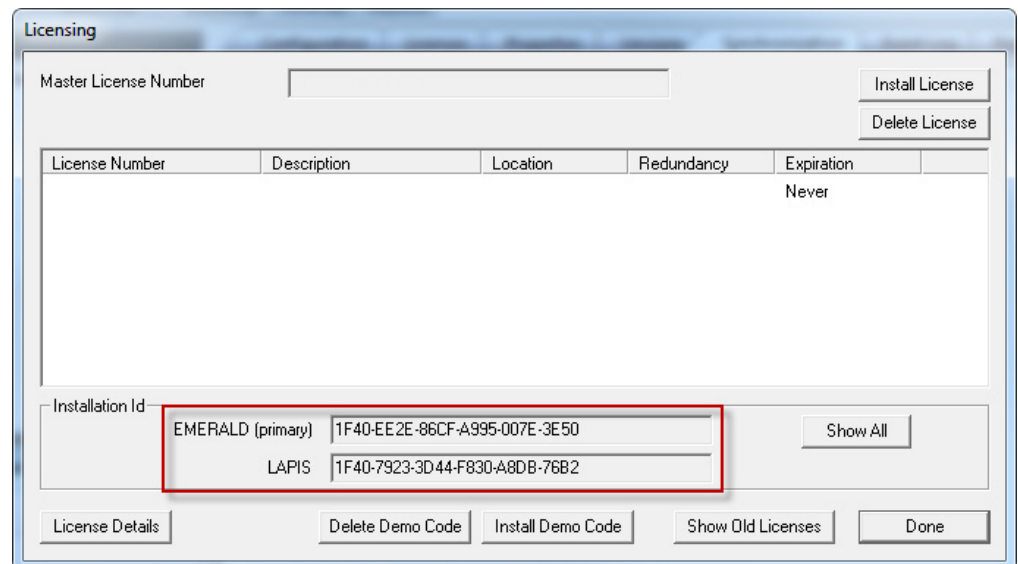 Licensing
Master License Number
Install License
Delete License
License Number Description Location Redundancy Expiration
Never
Installation Id
EMERALD (primary) 1F40-EE2E-86CF-A995-007E-3E50
Show All
LAPIS 1F40-7923-3D44-F830-A8DB-76B2
License Details Delete Demo Code Install Demo Code Show Old Licenses Done